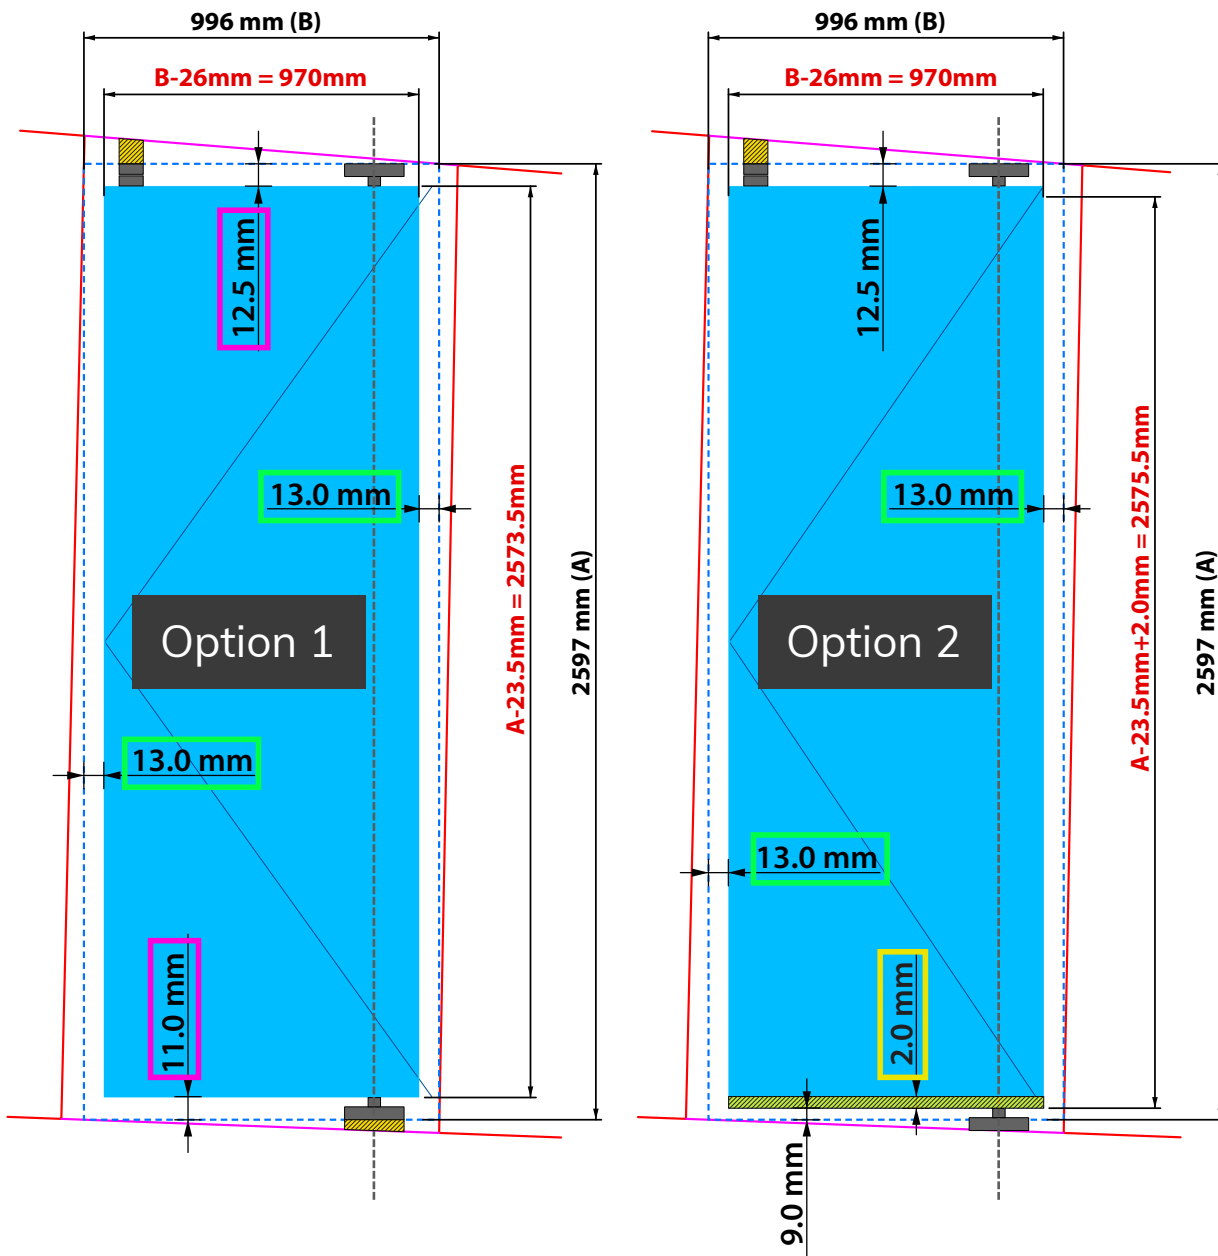 996 mm (B)
B-26mm = 970mm
12.5 mm
13.0 mm
A-23.5mm = 2573.5mm
2597 mm (A)
Option 1
13.0 mm
11.0 mm
996 mm (B)
B-26mm = 970mm
12.5 mm
13.0 mm
A-23.5mm+2.0mm = 2575.5mm
2597 mm (A)
Option 2
13.0 mm
2.0 mm
9.0 mm